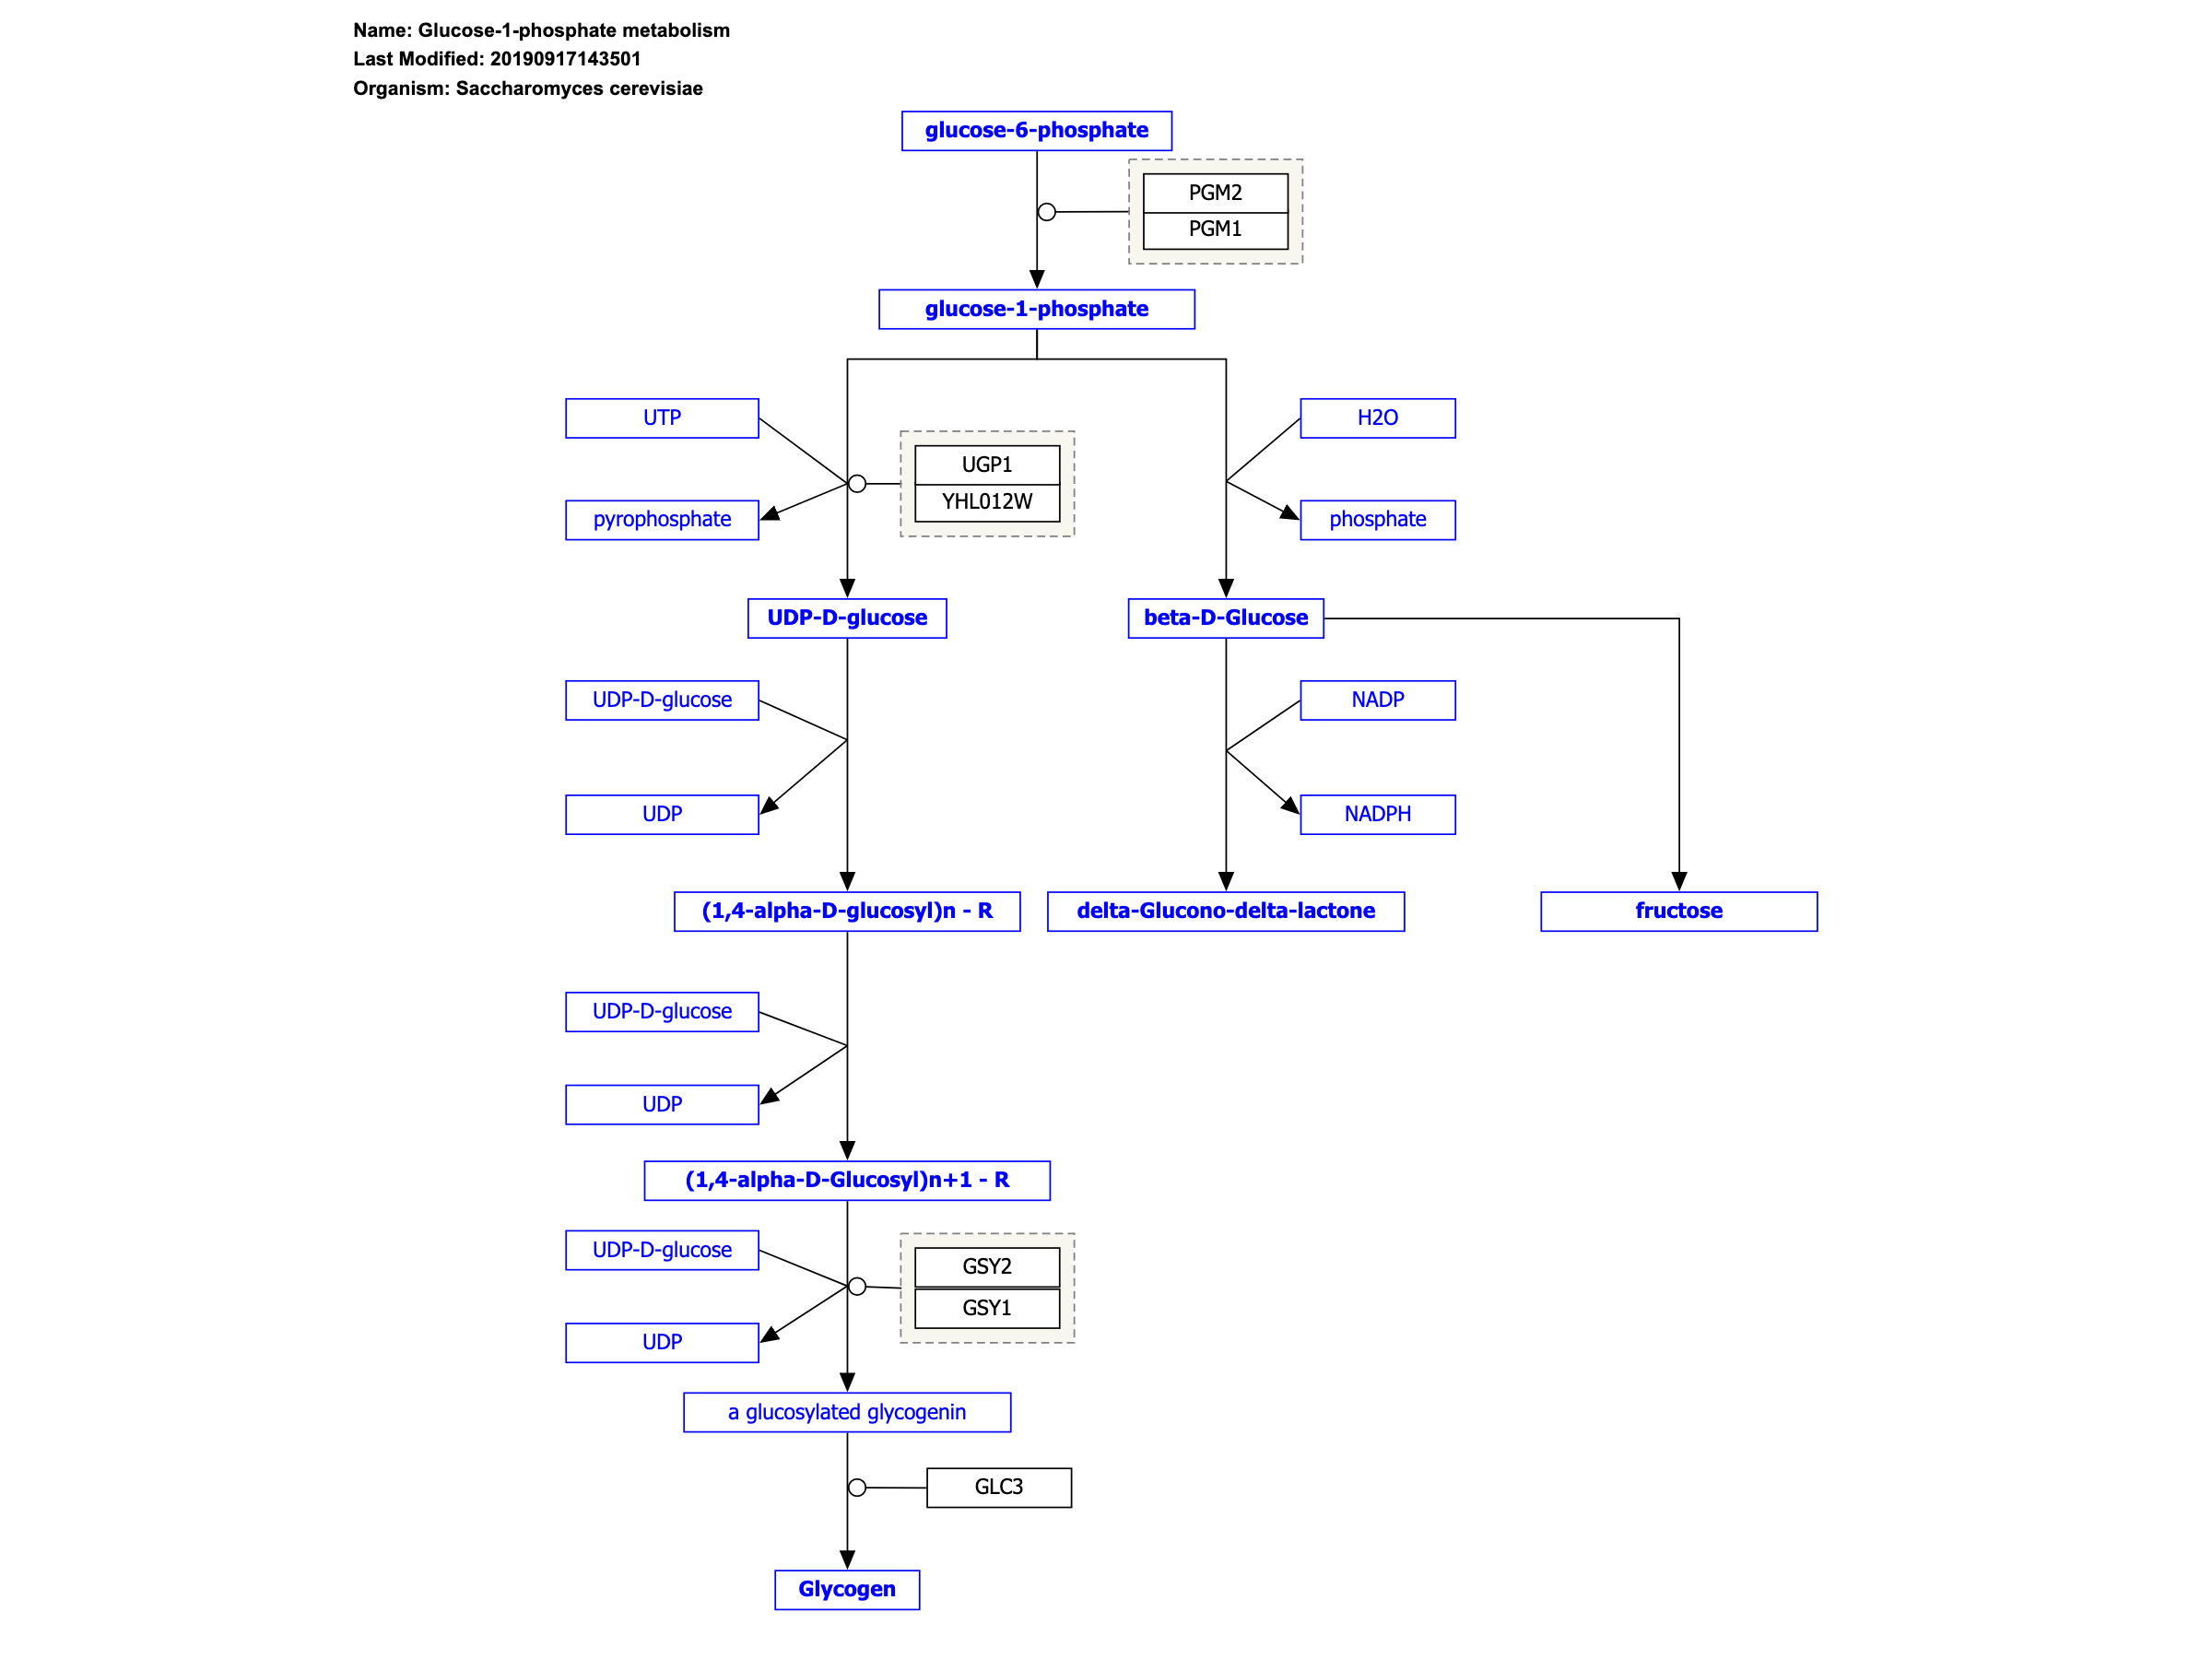 Name: Glucose-1-phosphate metabolism
Last Modified: 20190917143501
Organism: Saccharomyces cerevisiae
glucose-6-phosphate
PGM2
PGM1
glucose-1-phosphate
UTP
H2O
UGP1
YHL012W
pyrophosphate
phosphate
UDP-D-glucose
beta-D-Glucose
UDP-D-glucose
NADP
UDP
NADPH
(1,4-alpha-D-glucosyl)n - R
delta-Glucono-delta-lactone
fructose
UDP-D-glucose
UDP
(1,4-alpha-D-Glucosyl)n+1 - R
UDP-D-glucose
GSY2
GSY1
UDP
a glucosylated glycogenin
GLC3
Glycogen